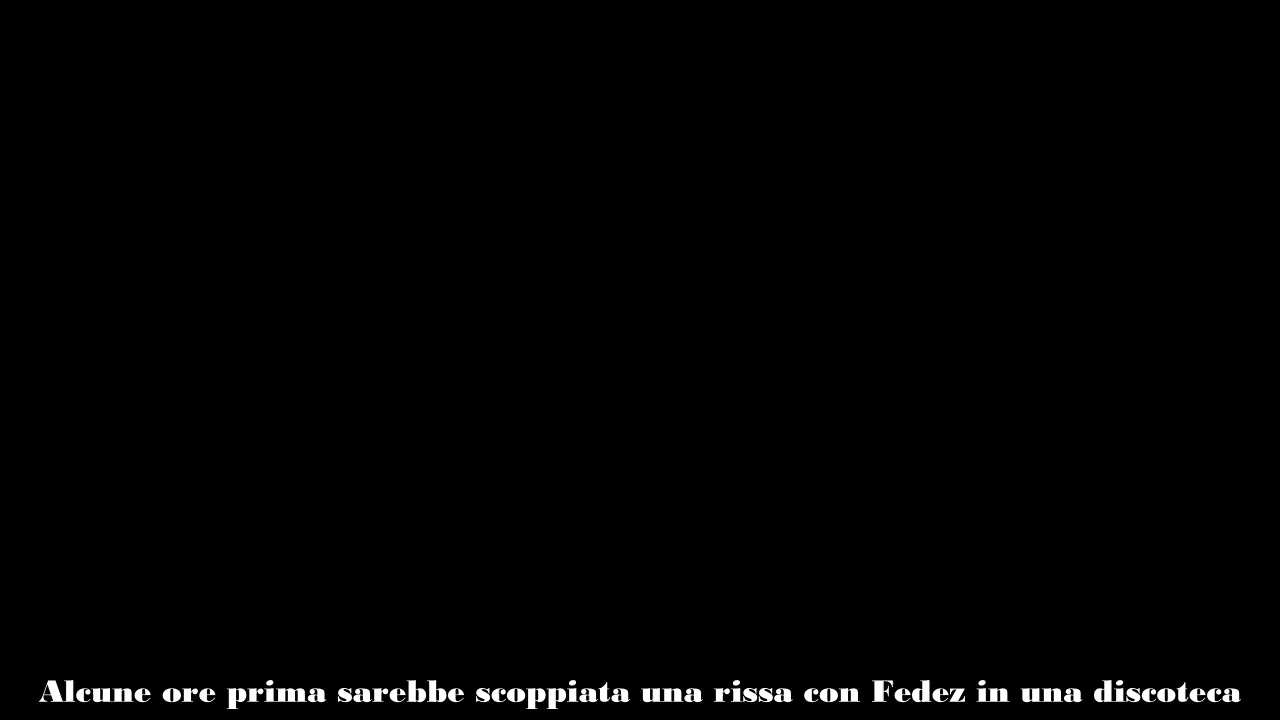 Alcune ore prima sarebbe scoppiata una rissa con Fedez in una discoteca